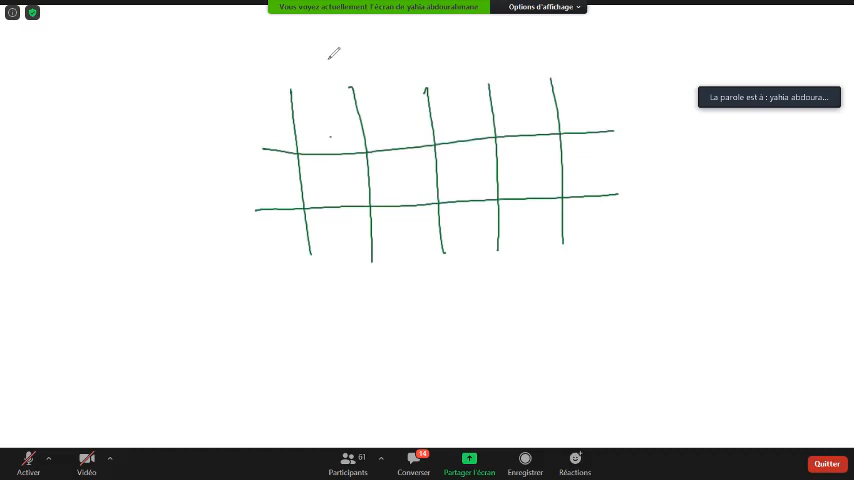 Vous voyez actuellement l'écran de yahia abdourahmane
Options d'affichage
La parole est à : yahia abdoura...
Activer
Vidéo
61
Participants
14
Converser
Partager l'écran
Enregistrer
Réactions
Quitter